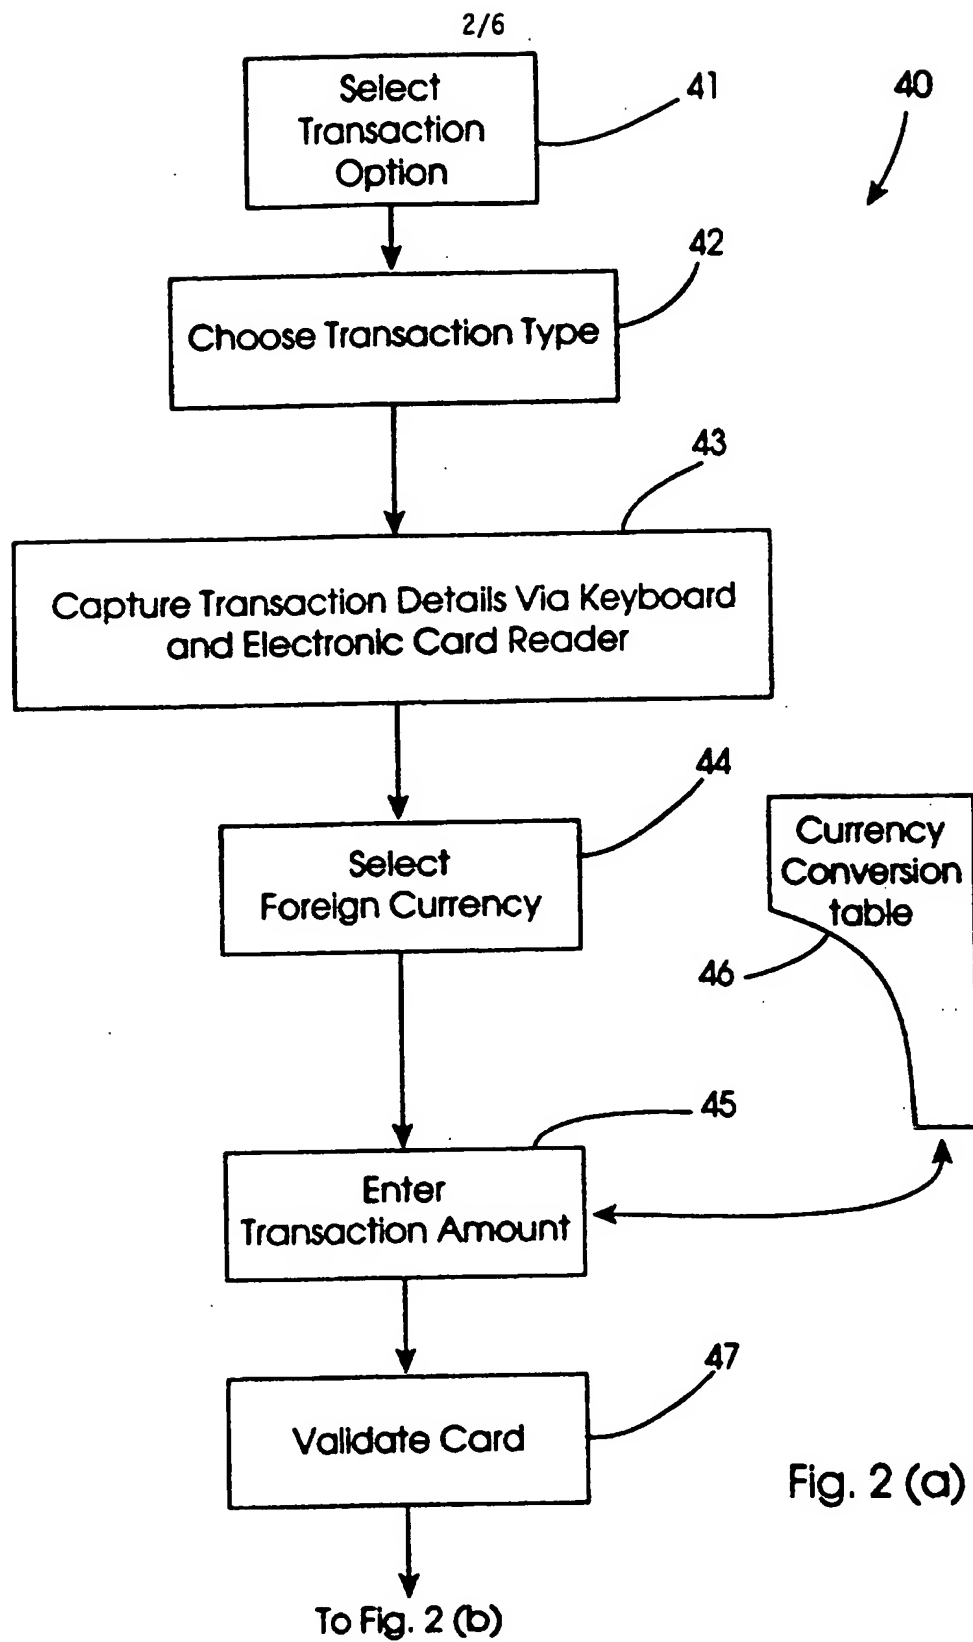 2/6
Select
Transaction
Option
41
40
42
Choose Transaction Type
43
Capture Transaction Details Via Keyboard
and Electronic Card Reader
44
Select
Foreign Currency
Currency
Conversion
table
46
45
Enter
Transaction Amount
47
Validate Card
Fig. 2 (a)
To Fig. 2 (b)